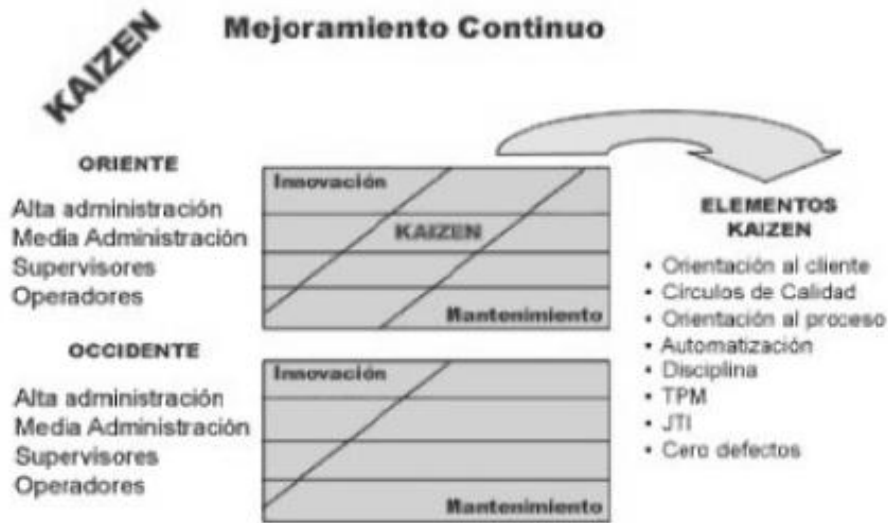 KAIZEN
Mejoramiento Continuo
ORIENTE
Alta administración
Media Administración
Supervisores
Operadores
Innovación
KAIZEN
Mantenimiento
OCCIDENTE
Alta administración
Media Administración
Supervisores
Operadores
Innovación
Mantenimiento
ELEMENTOS
KAIZEN
• Orientación al cliente
• Círculos de Calidad
• Orientación al proceso
• Automatización
• Disciplina
• TPM
• JTI
• Cero defectos